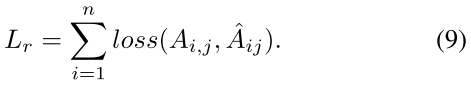 L_r = \sum_{i=1}^{n} loss(A_{i,j}, \hat{A}_{ij}). (9)